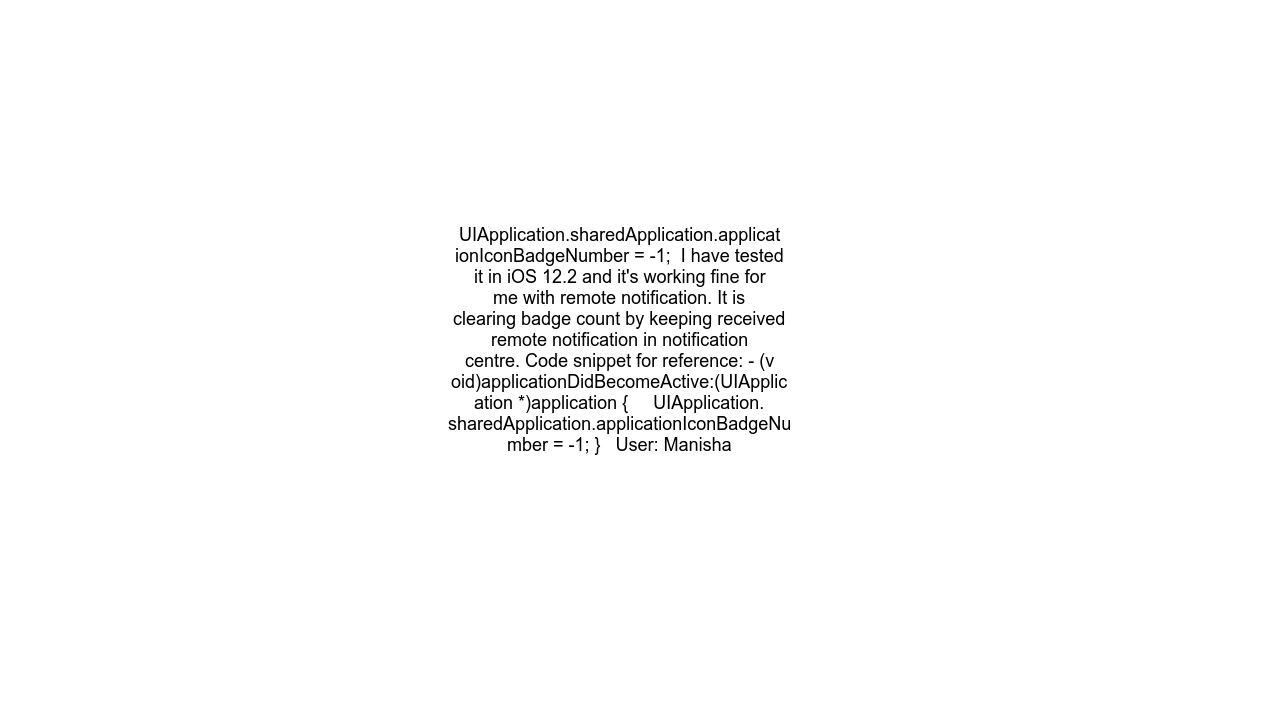 UIApplication.sharedApplication.applicat
ionIconBadgeNumber = -1;  I have tested
it in iOS 12.2 and it's working fine for
me with remote notification. It is
clearing badge count by keeping received
remote notification in notification
centre. Code snippet for reference: - (v
oid)applicationDidBecomeActive:(UIApplic
ation *)application {     UIApplication.
sharedApplication.applicationIconBadgeNu
mber = -1; }   User: Manisha